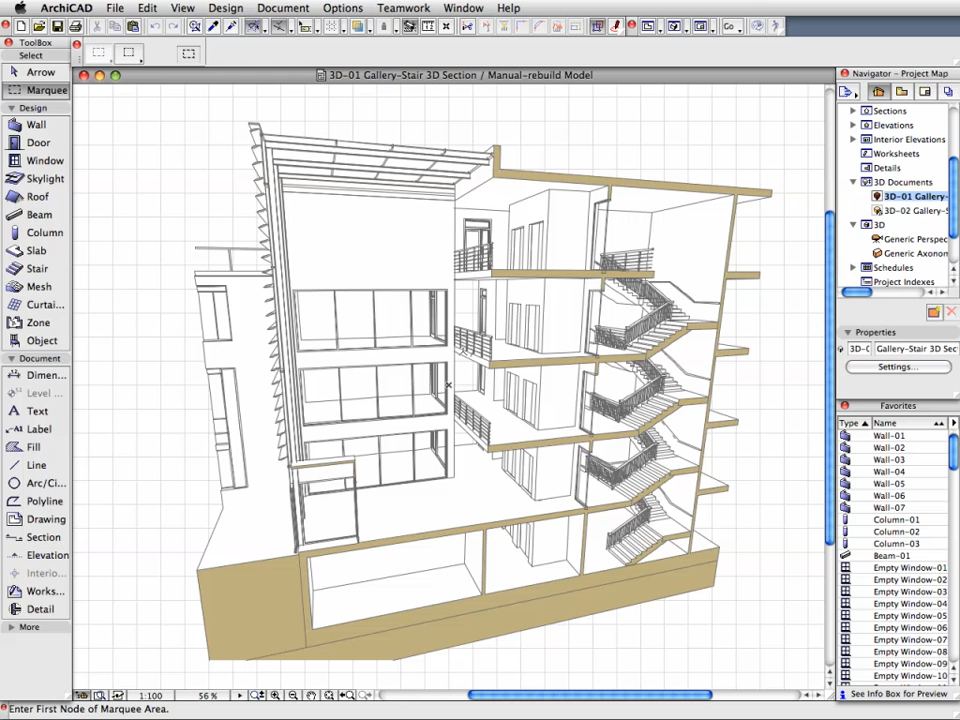 ArchiCAD File Edit View Design Document Options Teamwork Window Help
Go...
ToolBox
Select
Arrow
Marquee
Design
Wall
Door
Window
Skylight
Roof
Beam
Column
Slab
Stair
Mesh
Curtai...
Zone
Object
Document
Dimen...
Level ...
Text
A1 Label
Fill
Line
Arc/Ci...
Polyline
Drawing
Section
Elevation
Interio...
Works...
Detail
More
3D-01 Gallery-Stair 3D Section / Manual-rebuild Model
1:100 56 %
Enter First Node of Marquee Area.
Navigator - Project Map
Sections
Elevations
Interior Elevations
Worksheets
Details
3D Documents
3D-01 Gallery-
3D-02 Gallery-S
3D
Generic Perspec
Generic Axonom
Schedules
Project Indexes
Properties
3D-0 Gallery-Stair 3D Sec
Settings...
Favorites
Type Name
Wall-01
Wall-02
Wall-03
Wall-04
Wall-05
Wall-06
Wall-07
Column-01
Column-02
Column-03
Beam-01
Empty Window-01
Empty Window-02
Empty Window-03
Empty Window-04
Empty Window-05
Empty Window-06
Empty Window-07
Empty Window-08
Empty Window-09
Empty Window-10
See Info Box for Preview